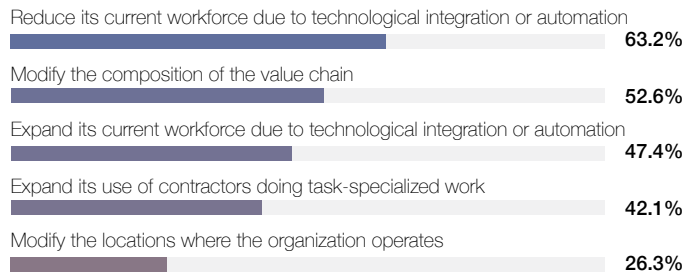 Reduce its current workforce due to technological integration or automation
63.2%
Modify the composition of the value chain
52.6%
Expand its current workforce due to technological integration or automation
47.4%
Expand its use of contractors doing task-specialized work
42.1%
Modify the locations where the organization operates
26.3%